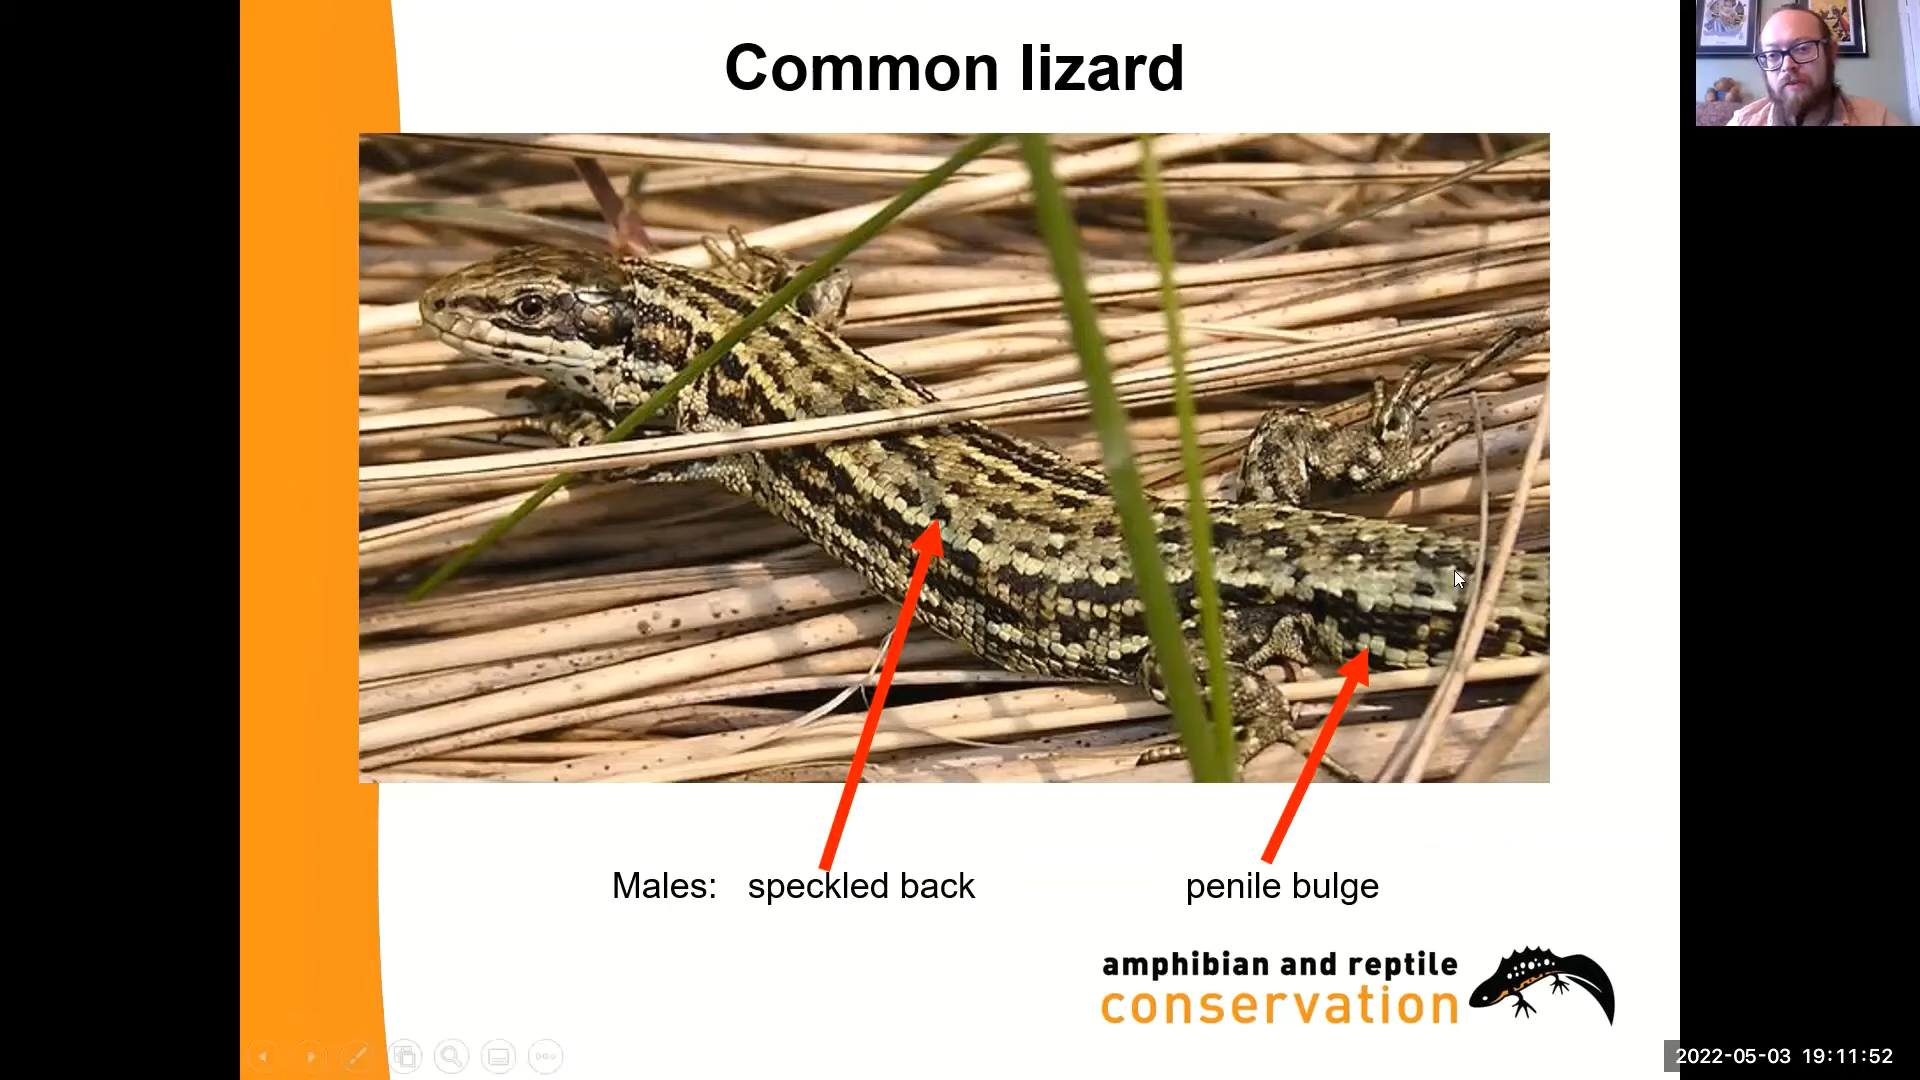 Common lizard
Males: speckled back penile bulge
amphibian and reptile
conservation
2022-05-03 19:11:52